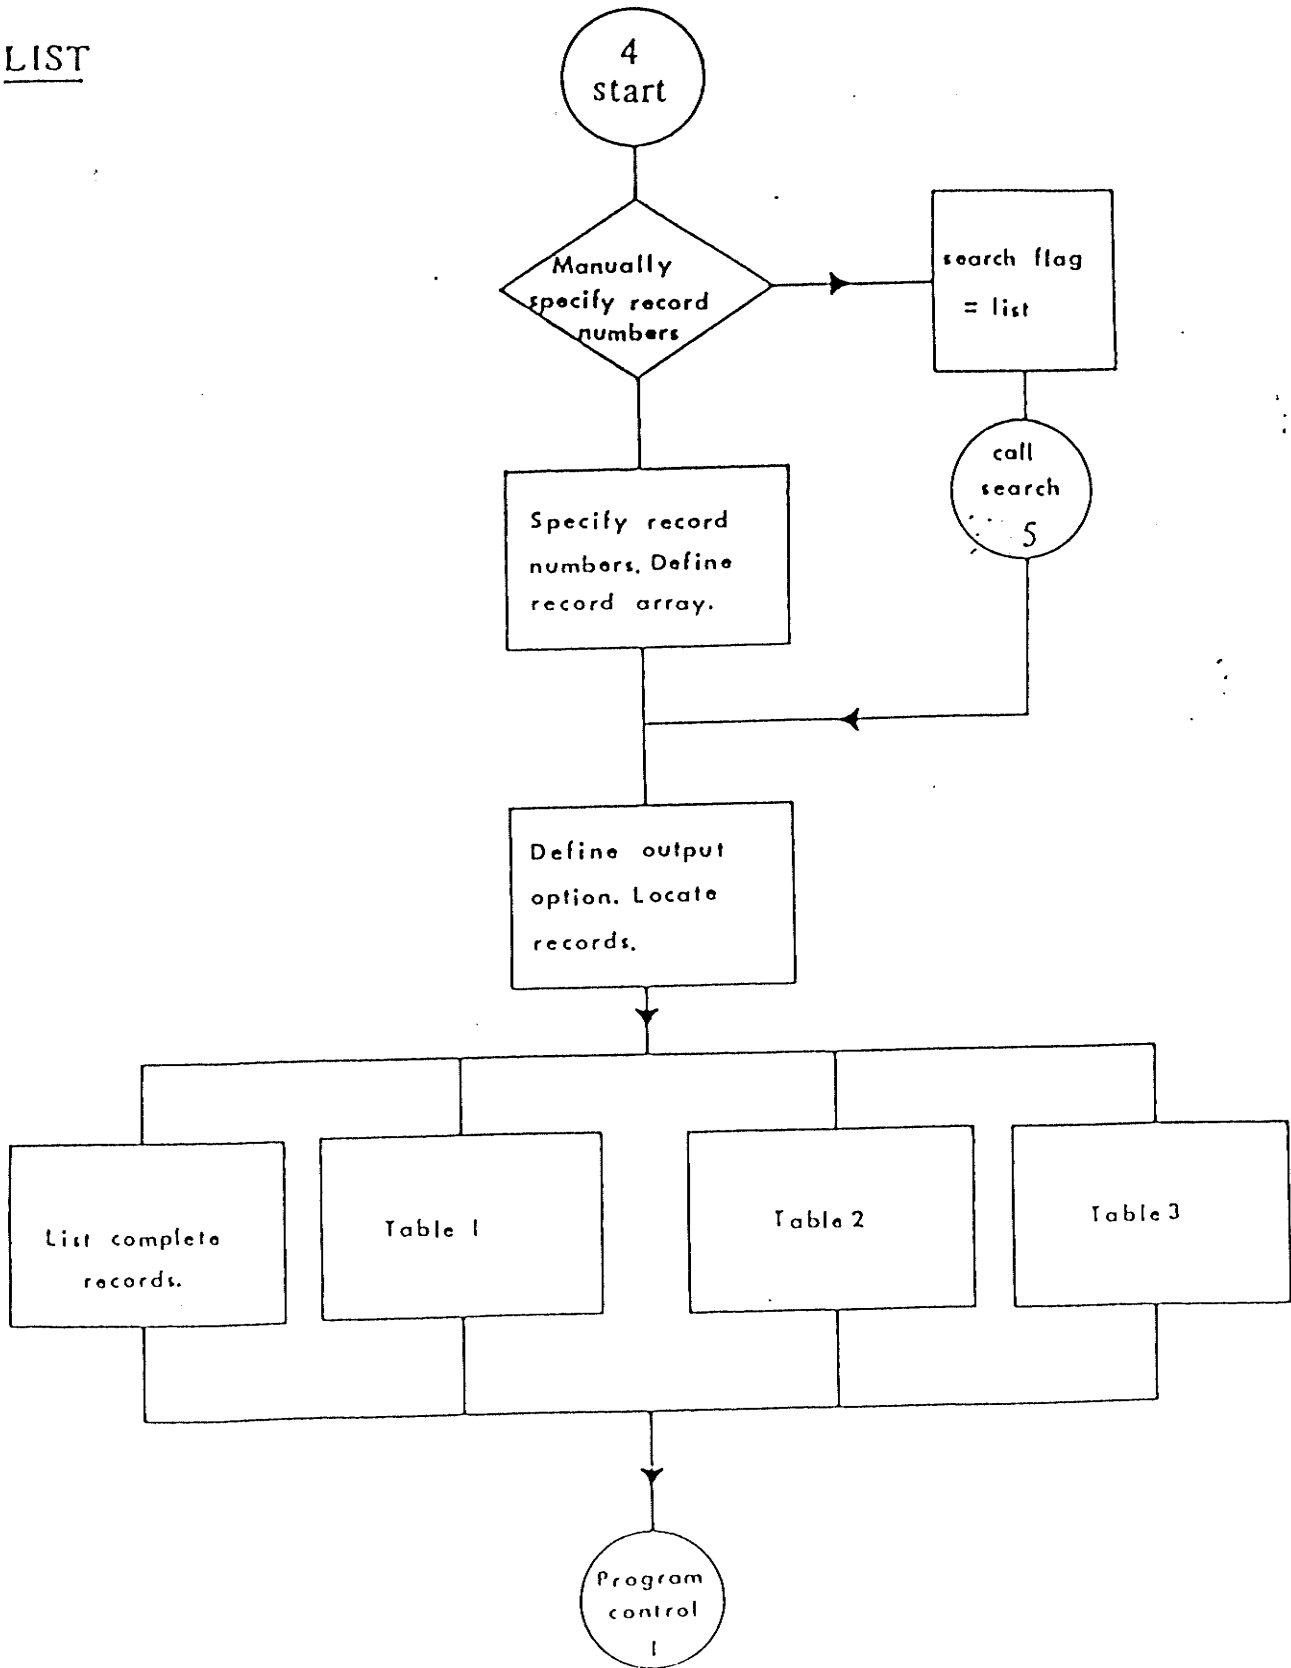 LIST
4
start
Manually
specify record
numbers
search flag
= list
call
search
5
Specify record
numbers. Define
record array.
Define output
option. Locate
records.
List complete
records.
Table 1
Table 2
Table 3
Program
control
1